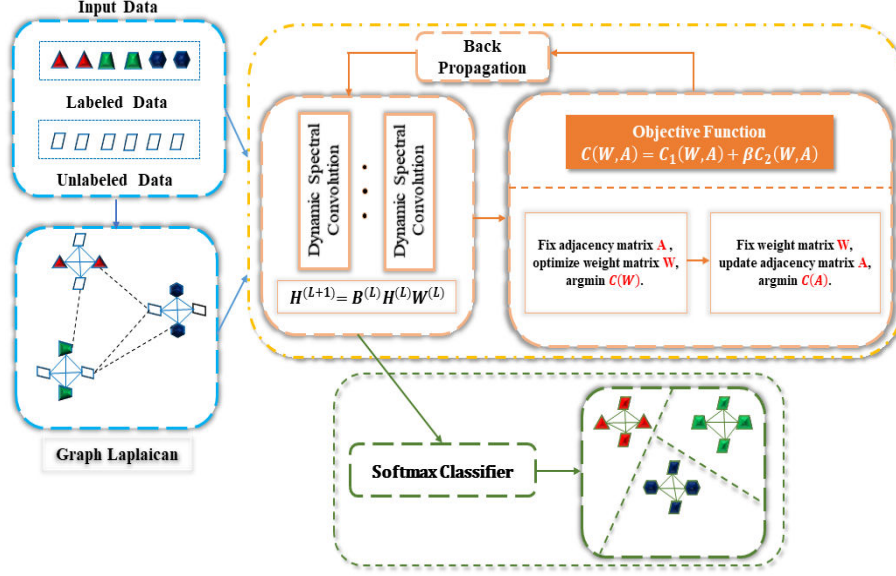 Input Data
Labeled Data
Unlabeled Data
Graph Laplaican
Back
Propagation
Dynamic Spectral
Convolution
Dynamic Spectral
Convolution
H^(L+1) = B^(L) H^(L) W^(L)
Objective Function
C(W, A) = C₁(W, A) + βC₂(W, A)
Fix adjacency matrix A ,
optimize weight matrix W,
argmin C(W).
Fix weight matrix W,
update adjacency matrix A,
argmin C(A).
Softmax Classifier